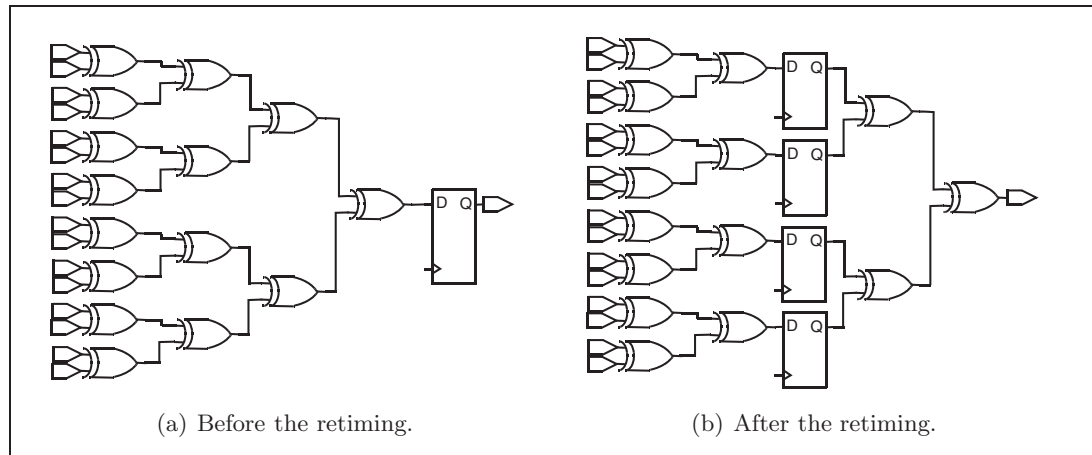 D Q
D Q
D Q
D Q
D Q
(a) Before the retiming.
(b) After the retiming.